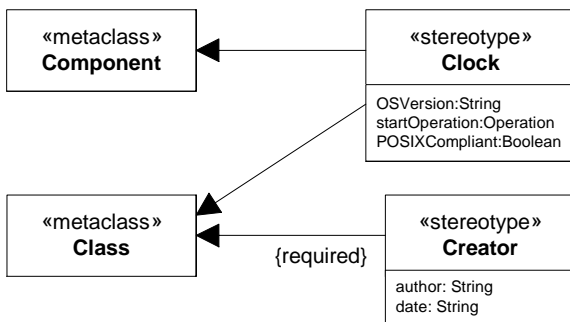 «metaclass»
Component
«stereotype»
Clock
OSVersion:String
startOperation:Operation
POSIXCompliant:Boolean
«metaclass»
Class
{required}
«stereotype»
Creator
author: String
date: String